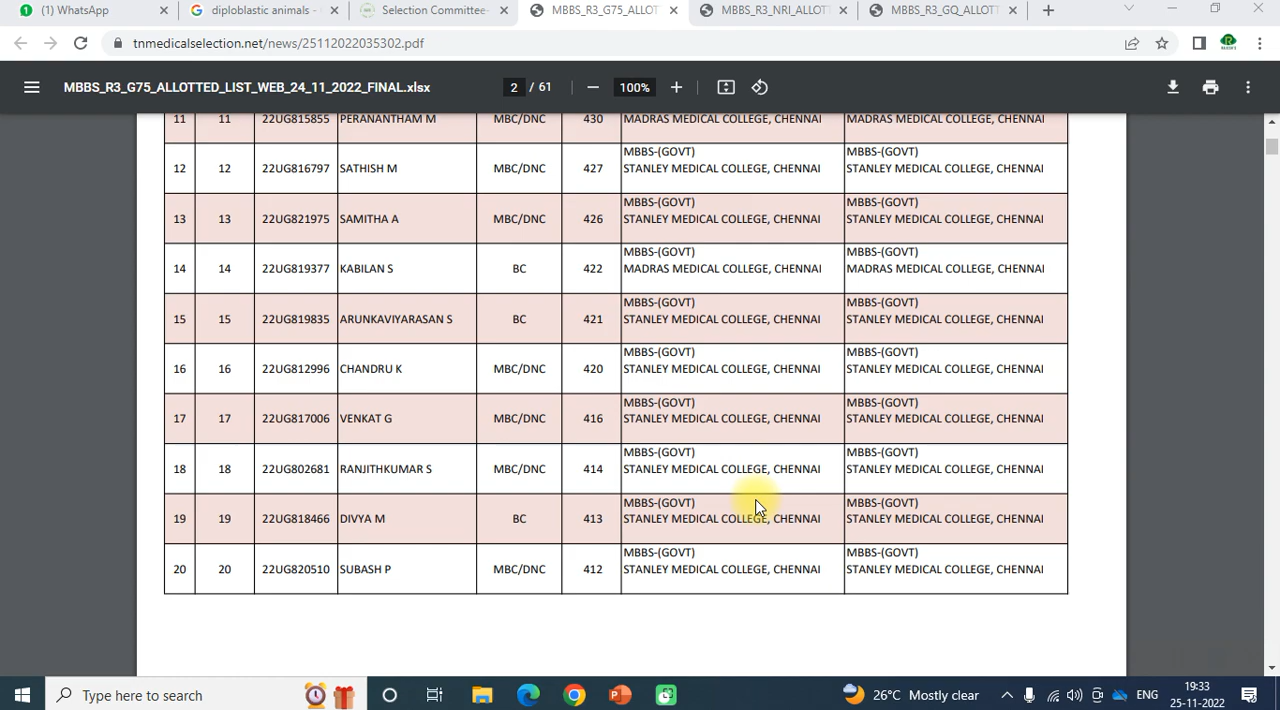 WhatsApp
diploblastic animals -
Selection Committee-
MBBS_R3_G75_ALLOT
MBBS_R3_NRI_ALLOTT
MBBS_R3_GQ_ALLOTT
tnmedicalselection.net/news/25112022035302.pdf
MBBS_R3_G75_ALLOTTED_LIST_WEB_24_11_2022_FINAL.xlsx 2 / 61 100%
11 11 22UG815855 PERANANTHAM M MBC/DNC 430 MADRAS MEDICAL COLLEGE, CHENNAI MADRAS MEDICAL COLLEGE, CHENNAI
MBBS-(GOVT) MBBS-(GOVT)
12 12 22UG816797 SATHISH M MBC/DNC 427 STANLEY MEDICAL COLLEGE, CHENNAI STANLEY MEDICAL COLLEGE, CHENNAI
MBBS-(GOVT) MBBS-(GOVT)
13 13 22UG821975 SAMITHA A MBC/DNC 426 STANLEY MEDICAL COLLEGE, CHENNAI STANLEY MEDICAL COLLEGE, CHENNAI
MBBS-(GOVT) MBBS-(GOVT)
14 14 22UG819377 KABILAN S BC 422 MADRAS MEDICAL COLLEGE, CHENNAI MADRAS MEDICAL COLLEGE, CHENNAI
MBBS-(GOVT) MBBS-(GOVT)
15 15 22UG819835 ARUNKAVIYARASAN S BC 421 STANLEY MEDICAL COLLEGE, CHENNAI STANLEY MEDICAL COLLEGE, CHENNAI
MBBS-(GOVT) MBBS-(GOVT)
16 16 22UG812996 CHANDRU K MBC/DNC 420 STANLEY MEDICAL COLLEGE, CHENNAI STANLEY MEDICAL COLLEGE, CHENNAI
MBBS-(GOVT) MBBS-(GOVT)
17 17 22UG817006 VENKAT G MBC/DNC 416 STANLEY MEDICAL COLLEGE, CHENNAI STANLEY MEDICAL COLLEGE, CHENNAI
MBBS-(GOVT) MBBS-(GOVT)
18 18 22UG802681 RANJITHKUMAR S MBC/DNC 414 STANLEY MEDICAL COLLEGE, CHENNAI STANLEY MEDICAL COLLEGE, CHENNAI
MBBS-(GOVT) MBBS-(GOVT)
19 19 22UG818466 DIVYA M BC 413 STANLEY MEDICAL COLLEGE, CHENNAI STANLEY MEDICAL COLLEGE, CHENNAI
MBBS-(GOVT) MBBS-(GOVT)
20 20 22UG820510 SUBASH P MBC/DNC 412 STANLEY MEDICAL COLLEGE, CHENNAI STANLEY MEDICAL COLLEGE, CHENNAI
Type here to search
26°C Mostly clear
ENG
19:33
25-11-2022